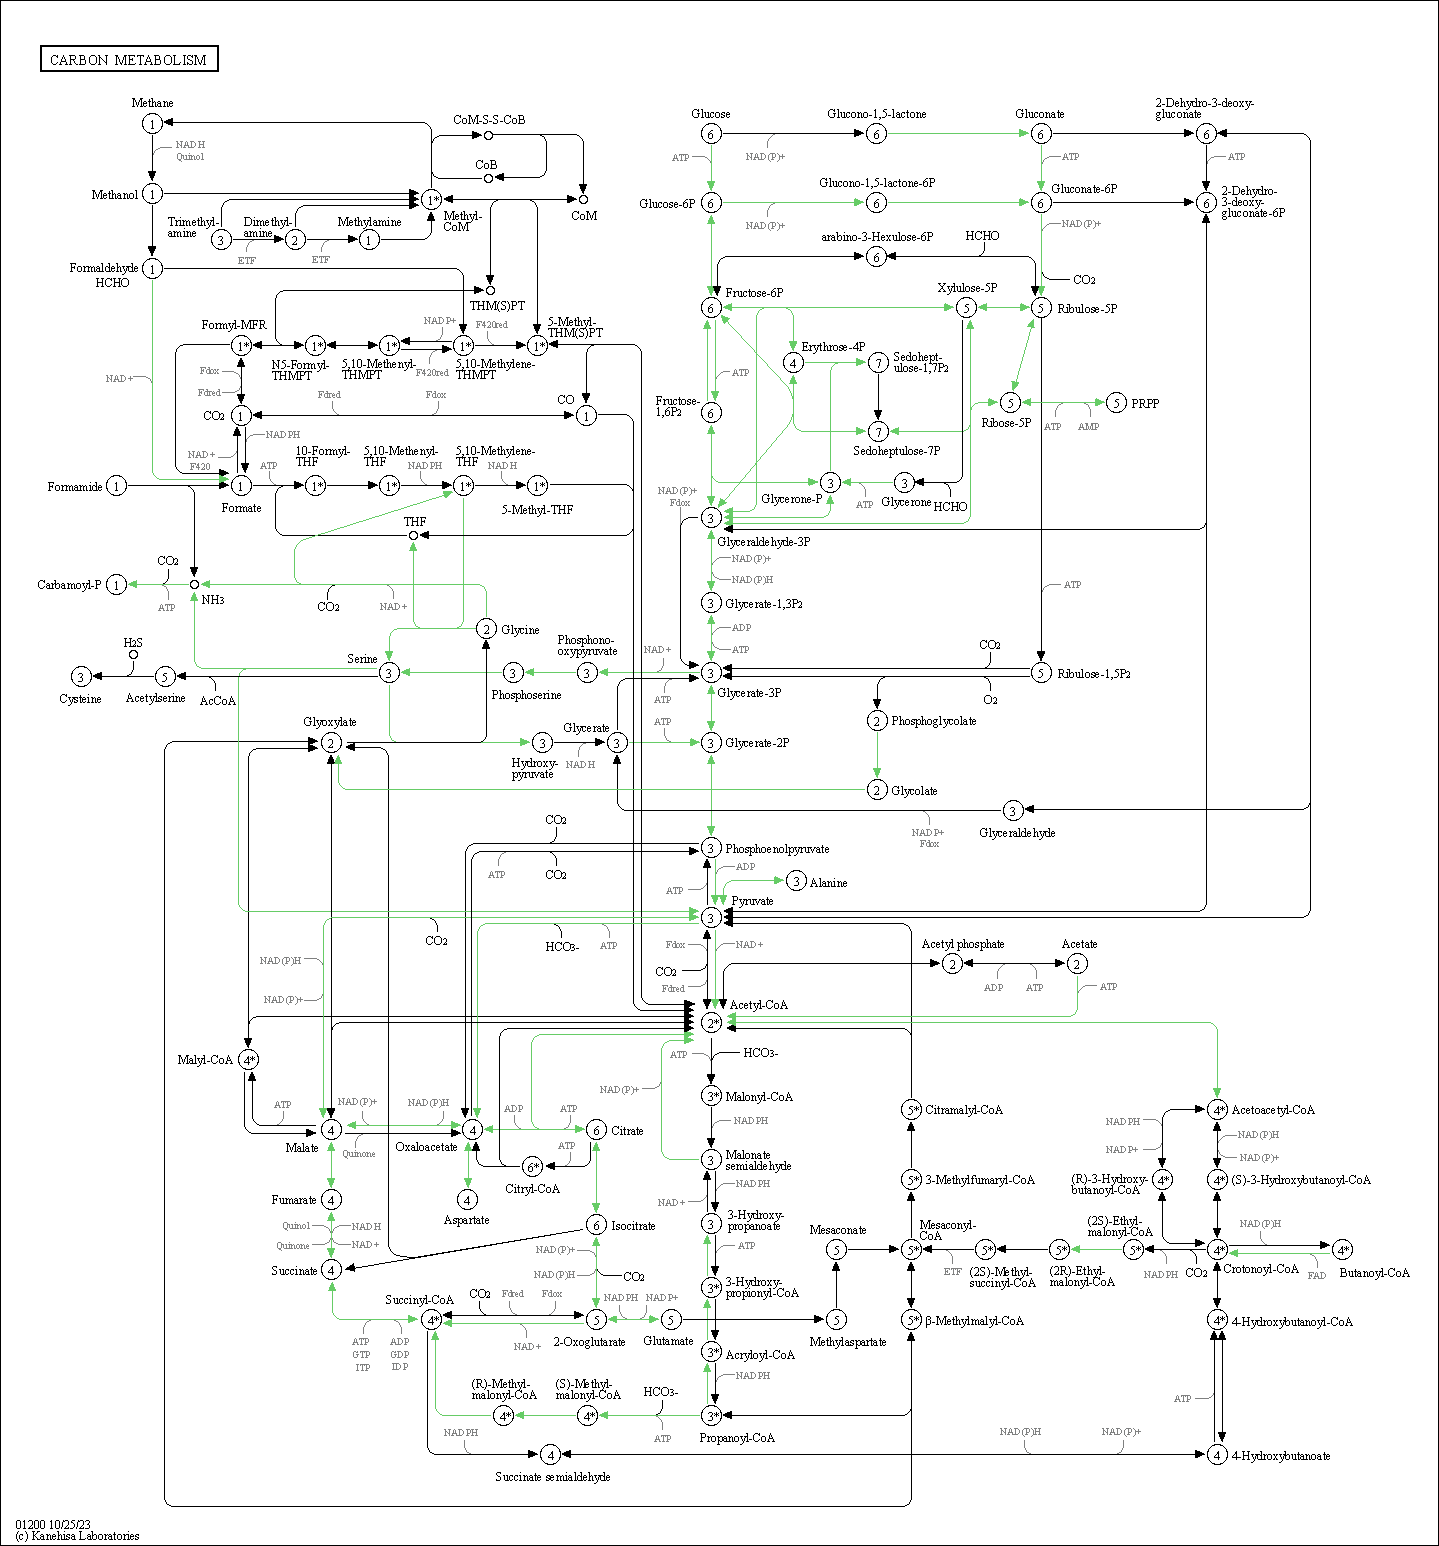 CARBON METABOLISM
Methane
1
NADH
Quinol
CoM-S-S-CoB
CoB
Methanol
1
1*
Methyl-
CoM
CoM
Trimethyl-
amine
3
Dimethyl-
amine
2
Methylamine
1
ETF
ETF
Formaldehyde
HCHO
1
THM(S)PT
Formyl-MFR
1*
N5-Formyl-
THMPT
1*
5,10-Methenyl-
THMPT
1*
NADP+
F420red
5,10-Methylene-
THMPT
1*
F420red
5-Methyl-
THM(S)PT
1*
NAD+
Fdox
Fdred
CO2
1
Fdred
Fdox
CO
1
NADPH
NAD+
F420
ATP
10-Formyl-
THF
1*
5,10-Methenyl-
THF
1*
NADPH
5,10-Methylene-
THF
1*
NADH
1*
5-Methyl-THF
Formamide
1
Formate
1
THF
CO2
Carbamoyl-P
1
ATP
NH3
CO2
NAD+
2
Glycine
H2S
Serine
3
Phosphono-
oxypyruvate
3
3
Phosphoserine
NAD+
3
Cysteine
5
Acetylserine
AcCoA
Glyoxylate
2
3
Hydroxy-
pyruvate
Glycerate
3
NADH
ATP
ATP
Glucose
6
Glucono-1,5-lactone
6
NAD(P)+
Gluconate
6
2-Dehydro-3-deoxy-
gluconate
6
ATP
ATP
ATP
Glucose-6P
6
Glucono-1,5-lactone-6P
6
NAD(P)+
Gluconate-6P
6
2-Dehydro-
3-deoxy-
gluconate-6P
6
NAD(P)+
arabino-3-Hexulose-6P
6
HCHO
CO2
Fructose-6P
6
Xylulose-5P
5
5
Ribulose-5P
Erythrose-4P
4
7
Sedohept-
ulose-1,7P2
ATP
Fructose-
1,6P2
6
7
Sedoheptulose-7P
5
Ribose-5P
ATP
AMP
5
PRPP
NAD(P)+
Fdox
Glycerone-P
3
ATP
3
Glycerone
HCHO
3
Glyceraldehyde-3P
NAD(P)+
NAD(P)H
3
Glycerate-1,3P2
ADP
ATP
ATP
3
Glycerate-3P
CO2
O2
5
Ribulose-1,5P2
2
Phosphoglycolate
3
Glycerate-2P
2
Glycolate
3
Glyceraldehyde
NADP+
Fdox
CO2
ATP
CO2
3
Phosphoenolpyruvate
ADP
ATP
3
Alanine
Pyruvate
3
CO2
HCO3-
ATP
NAD(P)H
NAD(P)+
Fdox
CO2
Fdred
NAD+
Acetyl phosphate
2
Acetate
2
ADP
ATP
ATP
Acetyl-CoA
2*
Malyl-CoA
4*
ATP
HCO3-
NAD(P)+
3*
Malonyl-CoA
NADPH
ATP
NAD(P)+
NAD(P)H
ADP
ATP
4
Malate
Quinone
Oxaloacetate
4
6
Citrate
ATP
6*
Citryl-CoA
3
Malonate
semialdehyde
NADPH
NAD+
5*
Citramalyl-CoA
4*
Acetoacetyl-CoA
NADPH
NADP+
NAD(P)H
NAD(P)+
Fumarate
4
4
Aspartate
6
Isocitrate
3
3-Hydroxy-
propanoate
ATP
5*
3-Methylfumaryl-CoA
(R)-3-Hydroxy-
butanoyl-CoA
4*
4*
(S)-3-Hydroxybutanoyl-CoA
Quinol
Quinone
NADH
NAD+
Succinate
4
NAD(P)+
NAD(P)H
CO2
Mesaconate
5
Mesaconyl-
CoA
5*
ETF
5*
(2S)-Methyl-
succinyl-CoA
5*
(2R)-Ethyl-
malonyl-CoA
(2S)-Ethyl-
malonyl-CoA
5*
NADPH
CO2
4*
Crotonoyl-CoA
NAD(P)H
FAD
4*
Butanoyl-CoA
3*
3-Hydroxy-
propionyl-CoA
Succinyl-CoA
4*
CO2
Fdred
Fdox
NAD+
5
2-Oxoglutarate
NADPH
NADP+
5
Glutamate
5
Methylaspartate
5*
β-Methylmalyl-CoA
4*
4-Hydroxybutanoyl-CoA
ATP
GTP
ITP
ADP
GDP
IDP
3*
Acryloyl-CoA
NADPH
(R)-Methyl-
malonyl-CoA
4*
(S)-Methyl-
malonyl-CoA
4*
HCO3-
ATP
3*
Propanoyl-CoA
ATP
NADPH
4
Succinate semialdehyde
NAD(P)H
NAD(P)+
4
4-Hydroxybutanoate
01200 10/25/23
(c) Kanehisa Laboratories